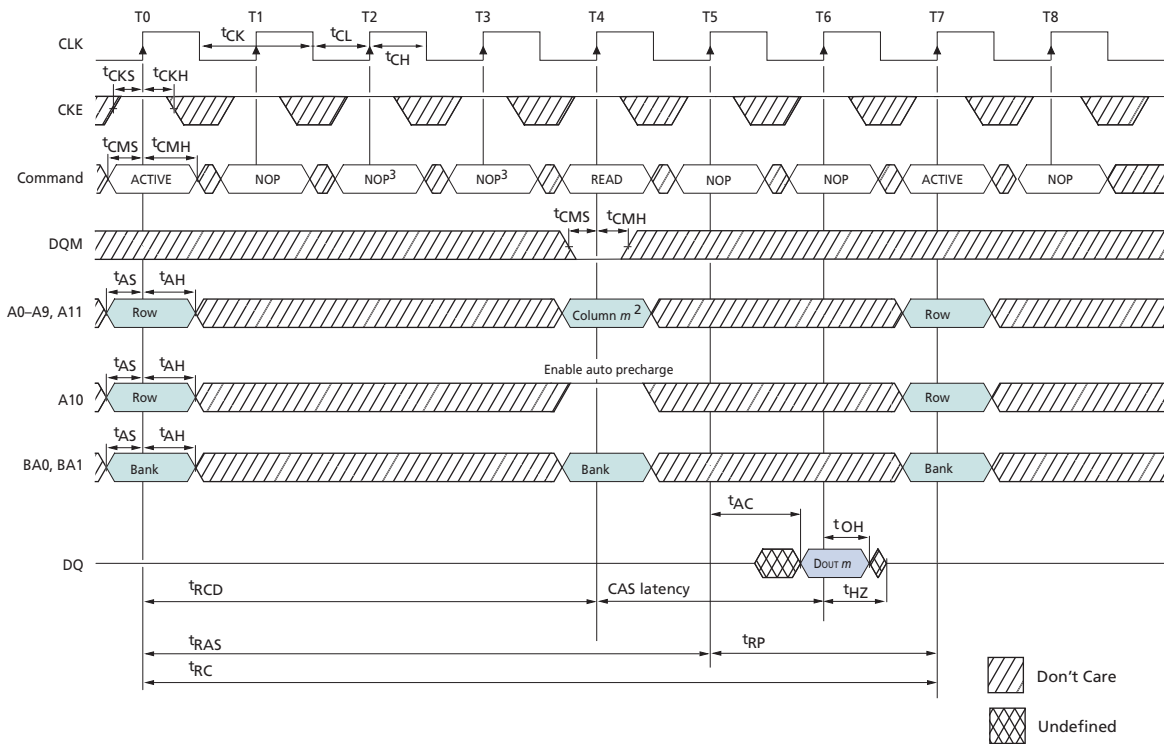 T0 T1 T2 T3 T4 T5 T6 T7 T8
CLK
tCK tCL
tCH
tCKS tCKH
CKE
tCMS tCMH
Command ACTIVE NOP NOP3 NOP3 READ NOP NOP ACTIVE NOP
tCMS tCMH
DQM
tAS tAH
A0–A9, A11 Row Column m 2 Row
Enable auto precharge
tAS tAH
A10 Row Row
tAS tAH
BA0, BA1 Bank Bank Bank
tAC
tOH
DQ DOUT m
tRCD CAS latency tHZ
tRAS tRP
tRC
Don't Care
Undefined